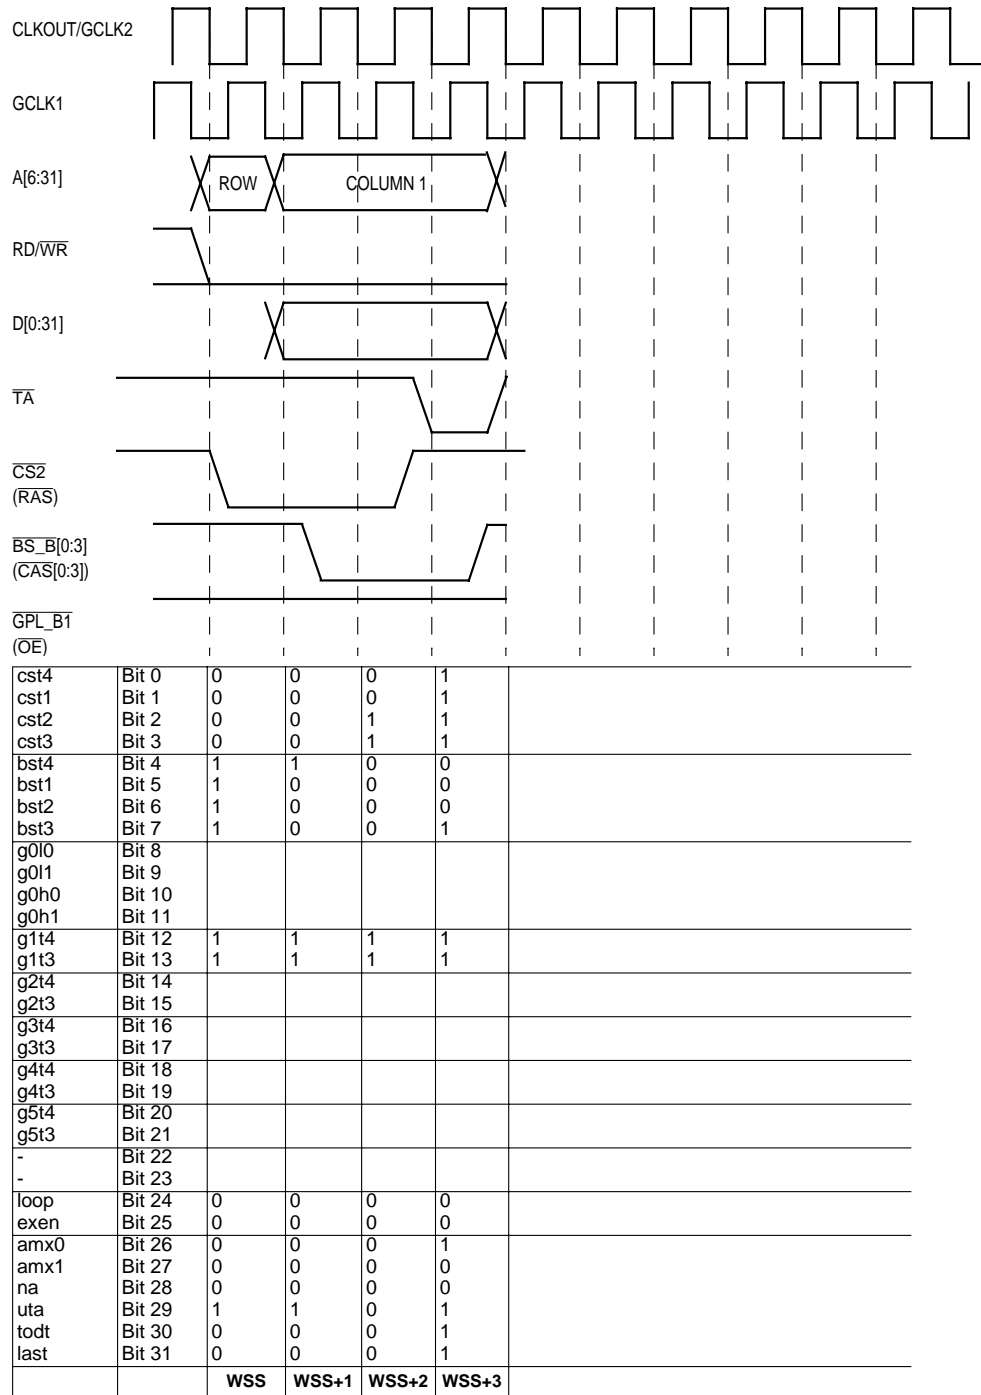 CLKOUT/GCLK2
GCLK1
A[6:31]
ROW
COLUMN 1
RD/WR
D[0:31]
TA
CS2
(RAS)
BS_B[0:3]
(CAS[0:3])
GPL_B1
(OE)
cst4 Bit 0 0 0 0 1
cst1 Bit 1 0 0 0 1
cst2 Bit 2 0 0 1 1
cst3 Bit 3 0 0 1 1
bst4 Bit 4 1 1 0 0
bst1 Bit 5 1 0 0 0
bst2 Bit 6 1 0 0 0
bst3 Bit 7 1 0 0 1
g0l0 Bit 8
g0l1 Bit 9
g0h0 Bit 10
g0h1 Bit 11
g1t4 Bit 12 1 1 1 1
g1t3 Bit 13 1 1 1 1
g2t4 Bit 14
g2t3 Bit 15
g3t4 Bit 16
g3t3 Bit 17
g4t4 Bit 18
g4t3 Bit 19
g5t4 Bit 20
g5t3 Bit 21
- Bit 22
- Bit 23
loop Bit 24 0 0 0 0
exen Bit 25 0 0 0 0
amx0 Bit 26 0 0 0 1
amx1 Bit 27 0 0 0 0
na Bit 28 0 0 0 0
uta Bit 29 1 1 0 1
todt Bit 30 0 0 0 1
last Bit 31 0 0 0 1
WSS WSS+1 WSS+2 WSS+3